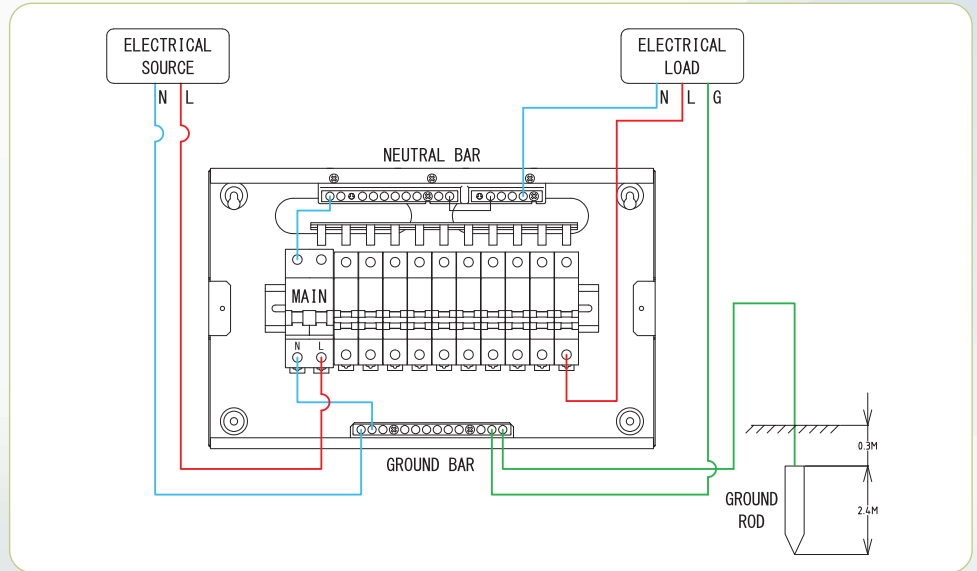 ELECTRICAL
SOURCE
ELECTRICAL
LOAD
N L
N L G
NEUTRAL BAR
MAIN
N L
GROUND BAR
0.3M
GROUND
ROD
2.4M